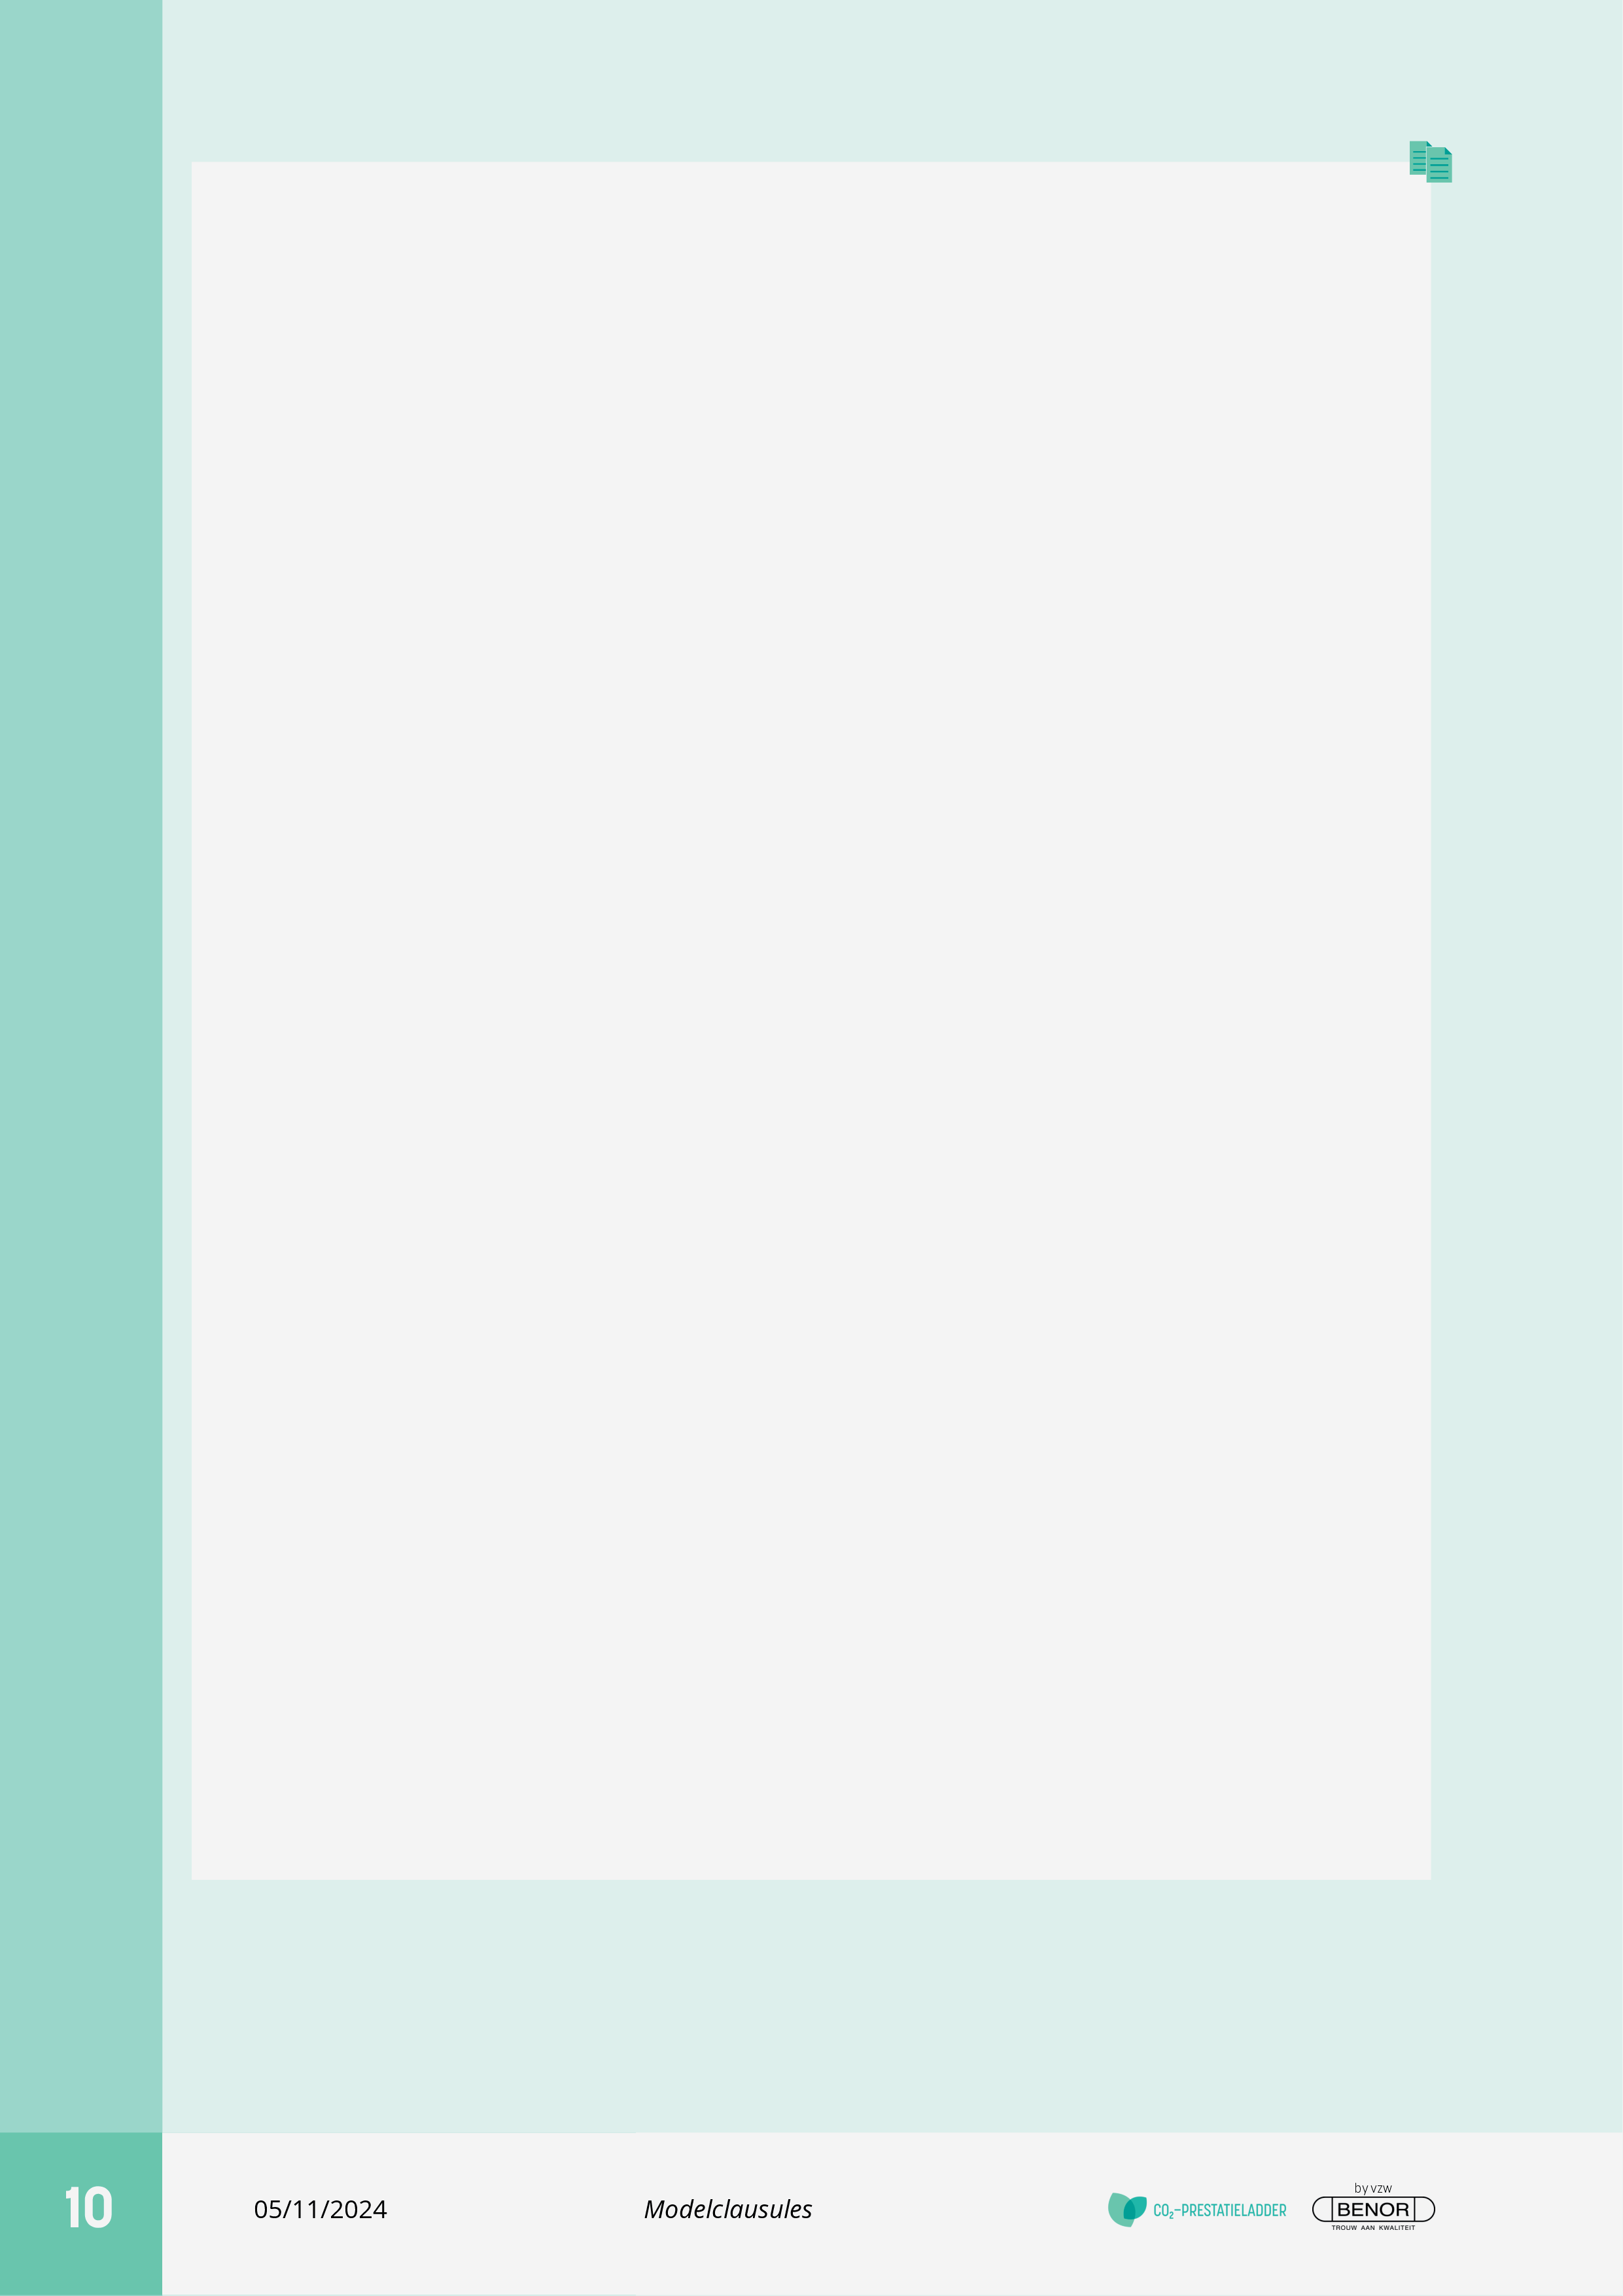 10
05/11/2024
Modelclausules
CO₂-PRESTATIELADDER
by vzw
BENOR
TROUW AAN KWALITEIT